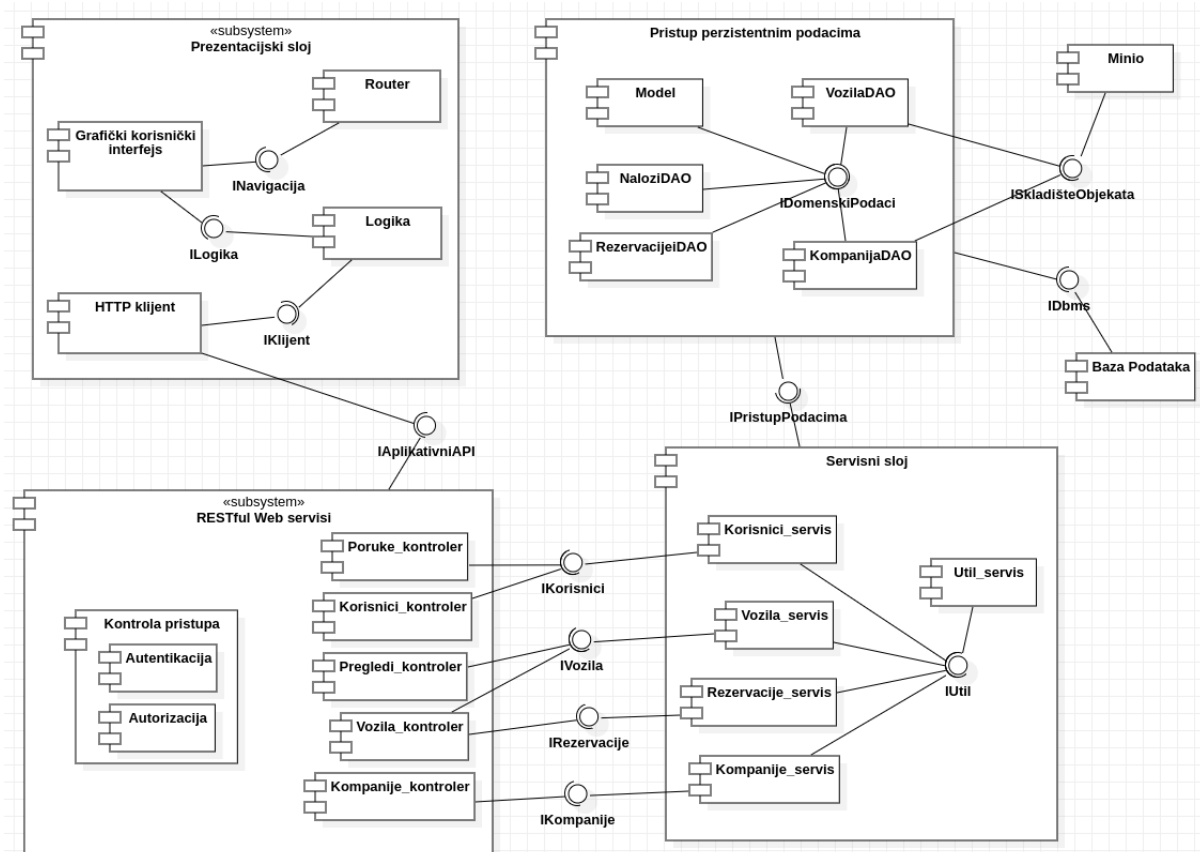 «subsystem»
Prezentacijski sloj
Router
Grafički korisnički
interfejs
INavigacija
Logika
ILogika
HTTP klijent
IKlijent
IAplikativniAPI
Pristup perzistentnim podacima
Model
VozilaDAO
NaloziDAO
IDomenskiPodaci
RezervacijeiDAO
KompanijaDAO
Minio
ISkladišteObjekata
IDbms
Baza Podataka
IPristupPodacima
«subsystem»
RESTful Web servisi
Poruke_kontroler
Korisnici_kontroler
Kontrola pristupa
Autentikacija
Autorizacija
Pregledi_kontroler
Vozila_kontroler
Kompanije_kontroler
IKorisnici
IVozila
IRezervacije
IKompanije
Servisni sloj
Korisnici_servis
Util_servis
Vozila_servis
IUtil
Rezervacije_servis
Kompanije_servis